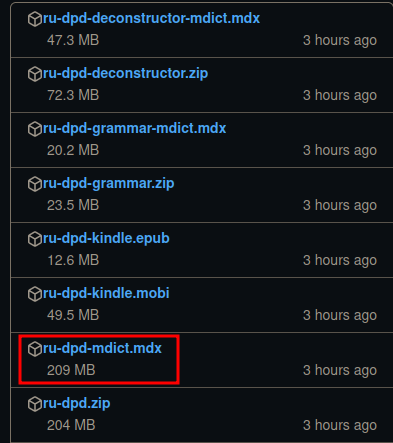 ru-dpd-deconstructor-mdict.mdx
47.3 MB 3 hours ago
ru-dpd-deconstructor.zip
72.3 MB 3 hours ago
ru-dpd-grammar-mdict.mdx
20.2 MB 3 hours ago
ru-dpd-grammar.zip
23.5 MB 3 hours ago
ru-dpd-kindle.epub
12.6 MB 3 hours ago
ru-dpd-kindle.mobi
49.5 MB 3 hours ago
ru-dpd-mdict.mdx
209 MB 3 hours ago
ru-dpd.zip
204 MB 3 hours ago